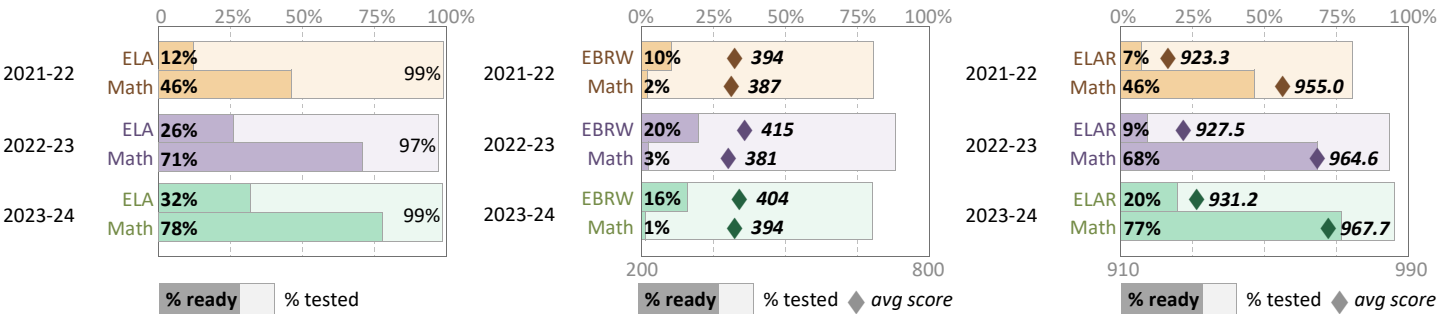 0 25% 50% 75% 100%
ELA 12%
2021-22 99%
Math 46%
ELA 26%
2022-23 97%
Math 71%
ELA 32%
2023-24 99%
Math 78%
% ready % tested
0% 25% 50% 75% 100%
EBRW 10% 394
2021-22
Math 2% 387
EBRW 20% 415
2022-23
Math 3% 381
EBRW 16% 404
2023-24
Math 1% 394
200 800
% ready % tested avg score
0% 25% 50% 75% 100%
ELAR 7% 923.3
2021-22
Math 46% 955.0
ELAR 9% 927.5
2022-23
Math 68% 964.6
ELAR 20% 931.2
2023-24
Math 77% 967.7
910 990
% ready % tested avg score